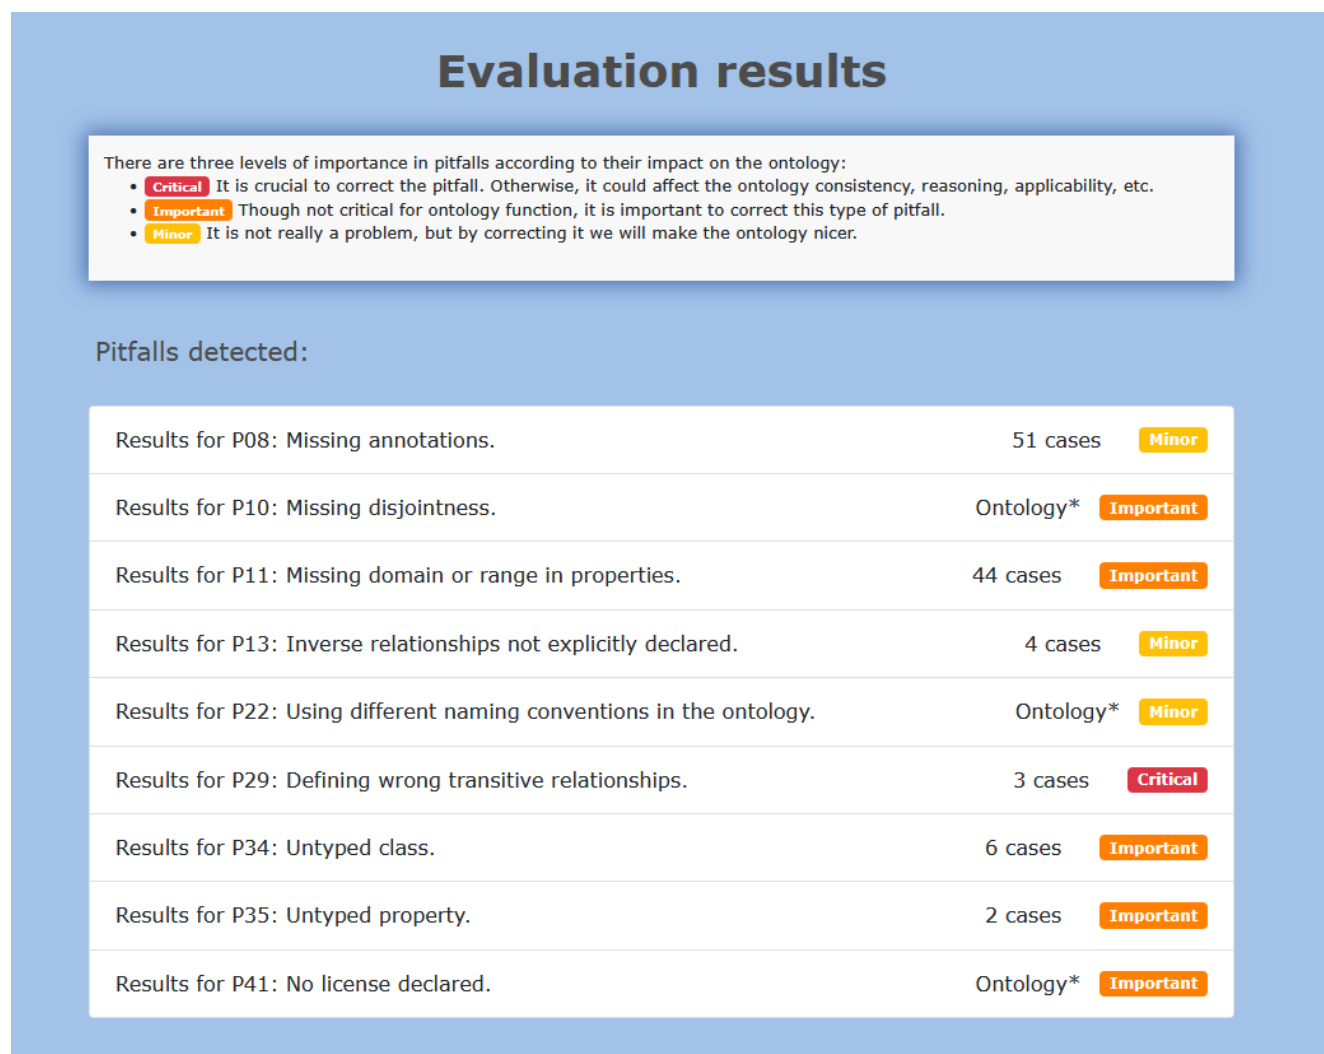 Evaluation results
There are three levels of importance in pitfalls according to their impact on the ontology:
• Critical It is crucial to correct the pitfall. Otherwise, it could affect the ontology consistency, reasoning, applicability, etc.
• Important Though not critical for ontology function, it is important to correct this type of pitfall.
• Minor It is not really a problem, but by correcting it we will make the ontology nicer.
Pitfalls detected:
Results for P08: Missing annotations. 51 cases Minor
Results for P10: Missing disjointness. Ontology* Important
Results for P11: Missing domain or range in properties. 44 cases Important
Results for P13: Inverse relationships not explicitly declared. 4 cases Minor
Results for P22: Using different naming conventions in the ontology. Ontology* Minor
Results for P29: Defining wrong transitive relationships. 3 cases Critical
Results for P34: Untyped class. 6 cases Important
Results for P35: Untyped property. 2 cases Important
Results for P41: No license declared. Ontology* Important